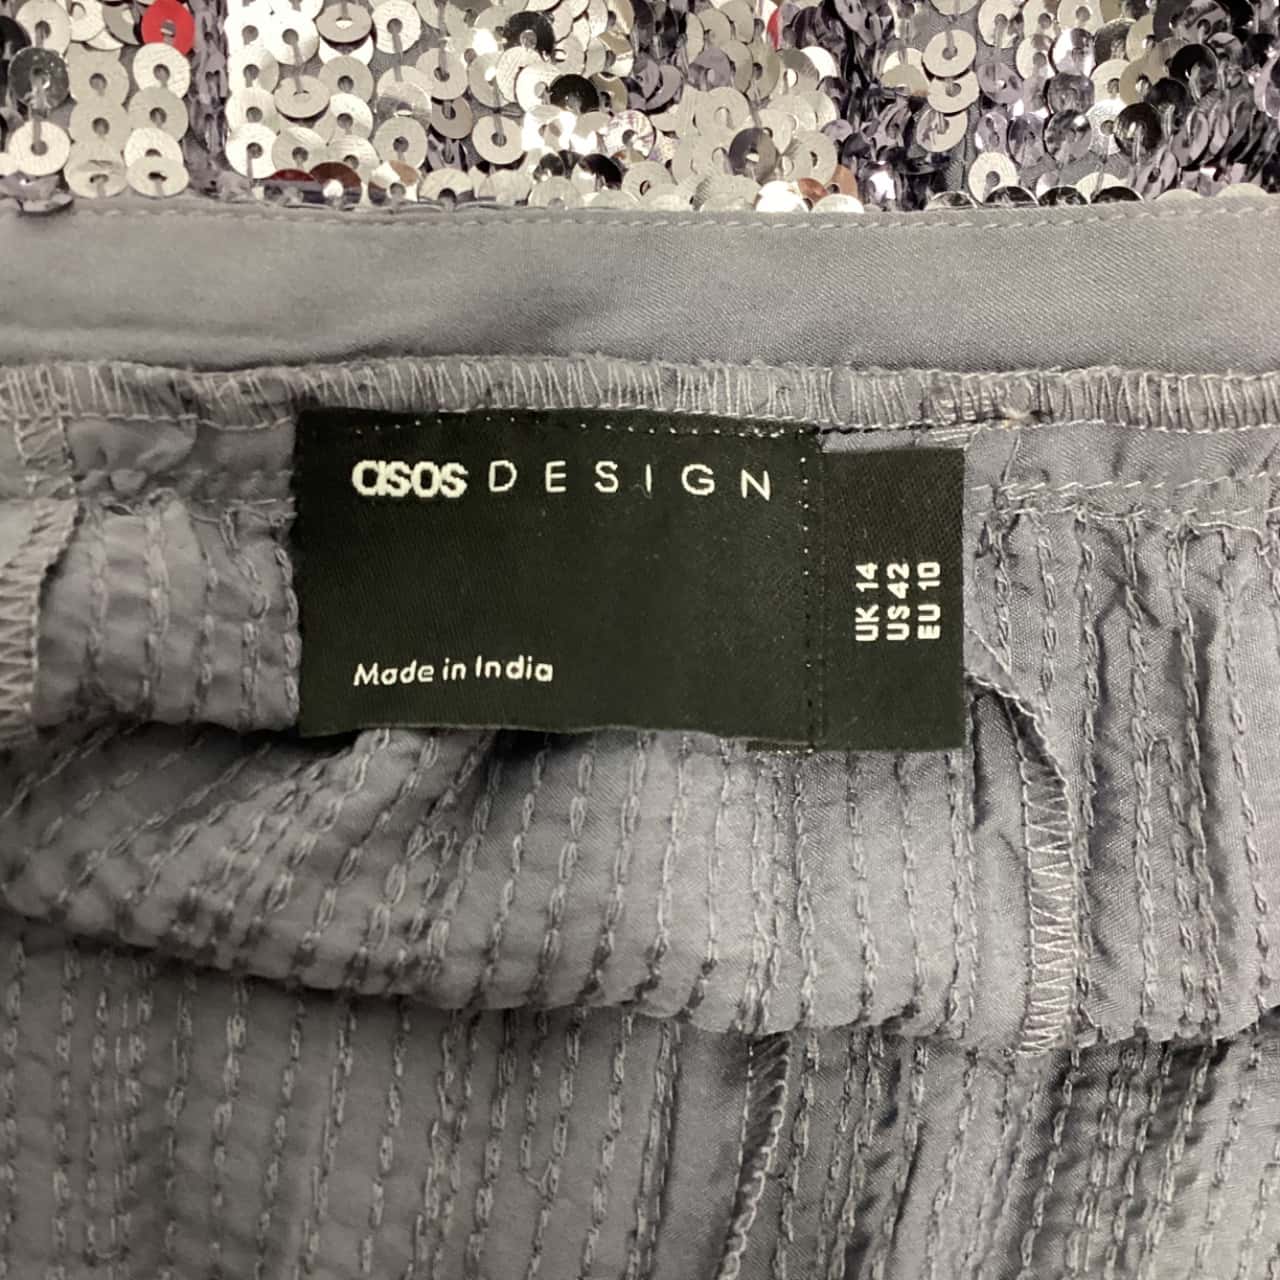 asos DESIGN
Made in India
UK 14
US 42
EU 10